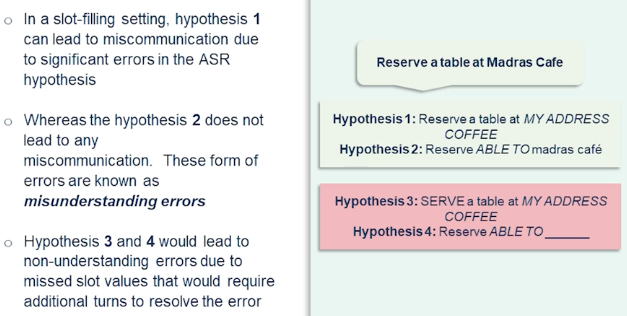 o In a slot-filling setting, hypothesis 1
can lead to miscommunication due
to significant errors in the ASR
hypothesis
o Whereas the hypothesis 2 does not
lead to any
miscommunication. These form of
errors are known as
misunderstanding errors
o Hypothesis 3 and 4 would lead to
non-understanding errors due to
missed slot values that would require
additional turns to resolve the error
Reserve a table at Madras Cafe
Hypothesis 1: Reserve a table at MY ADDRESS
COFFEE
Hypothesis 2: Reserve ABLE TO madras café
Hypothesis 3: SERVE a table at MY ADDRESS
COFFEE
Hypothesis 4: Reserve ABLE TO ______